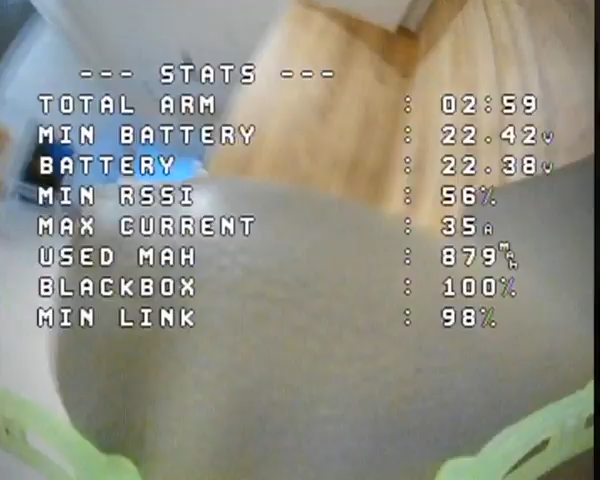 --- STATS ---
TOTAL ARM : 02:59
MIN BATTERY : 22.42V
BATTERY : 22.38V
MIN RSSI : 56%
MAX CURRENT : 35A
USED MAH : 879MAH
BLACKBOX : 100%
MIN LINK : 98%